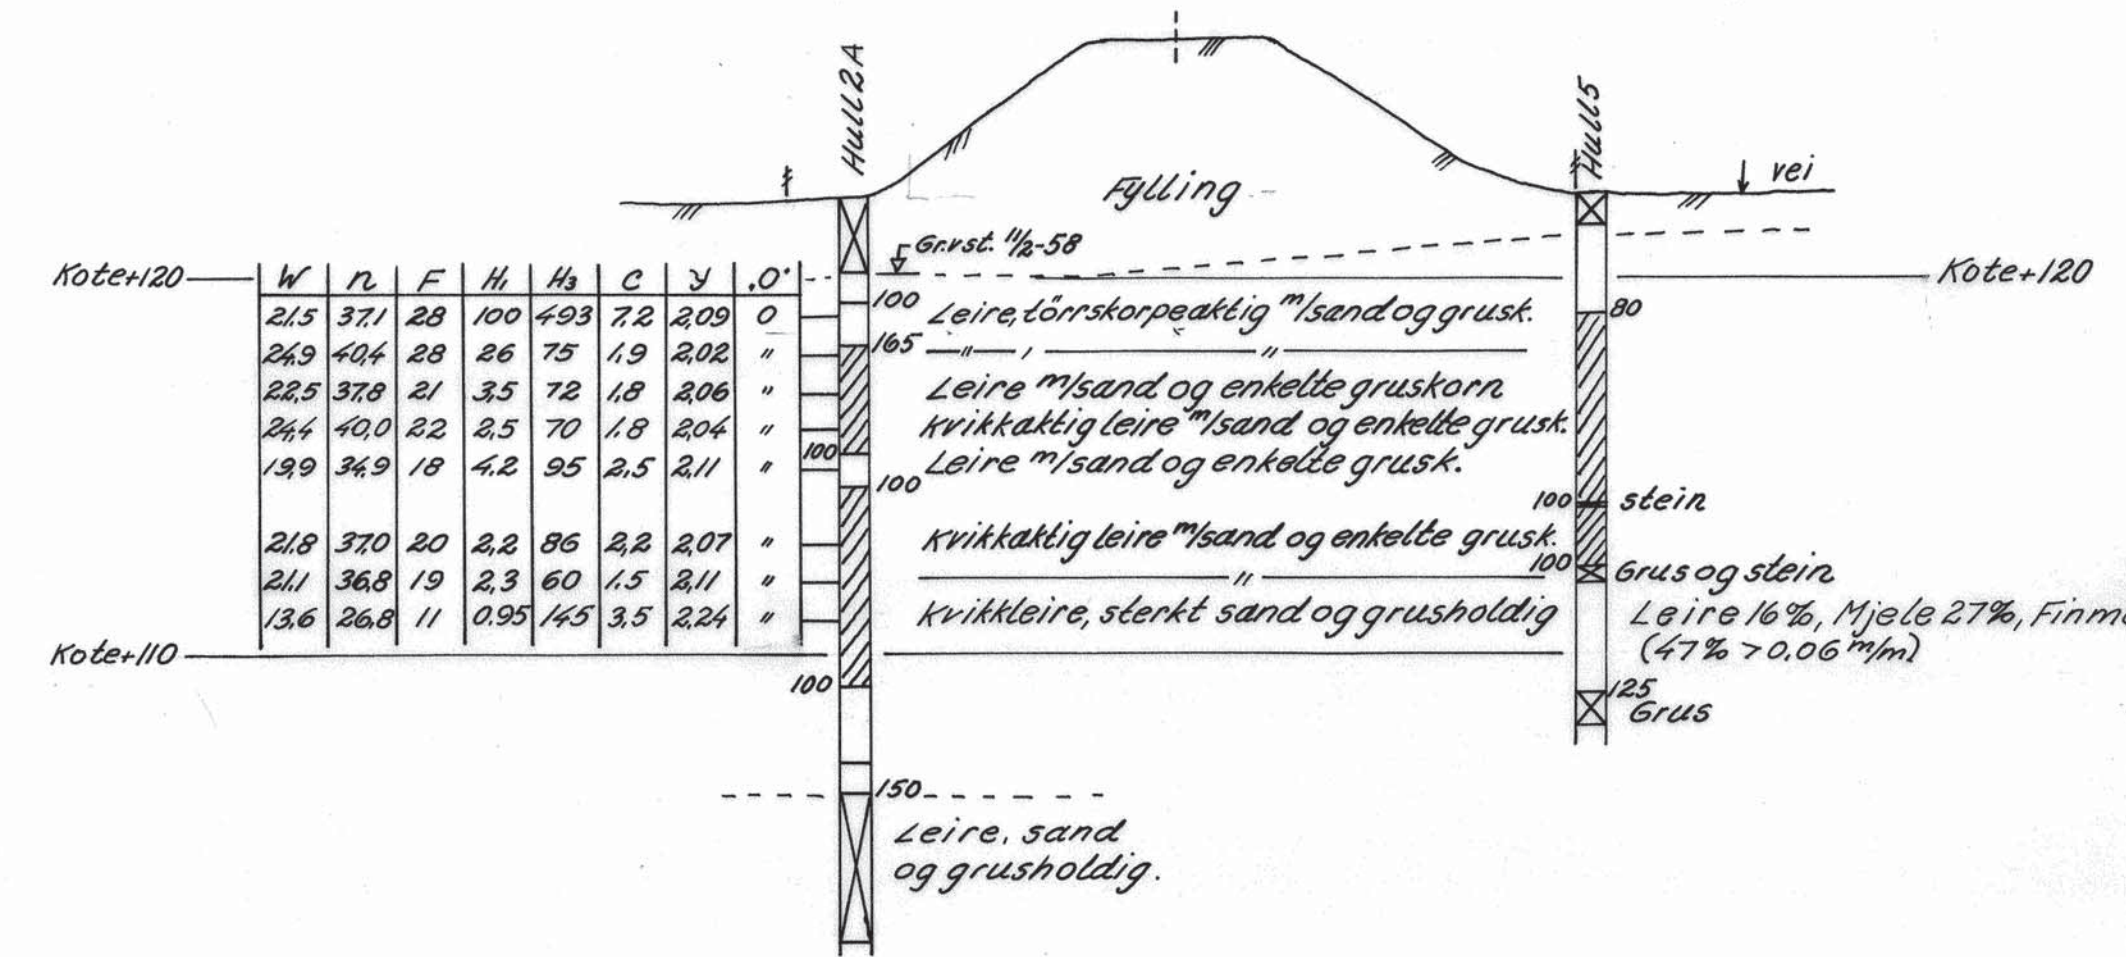 Hull 2A
Hull 5
vei
Fylling
Gr.v st. 11/2-58
Kote+120
Kote+120
W n F H1 H3 C γ .O.
21.5 37.1 28 100 493 7.2 2,09 0
24,9 40,4 28 26 75 1,9 2,02 "
22,5 37,8 21 3,5 72 1,8 2,06 "
24,4 40,0 22 2,5 70 1.8 2,04 "
19,9 34.9 18 4.2 95 2,5 2,11 "
21.8 37.0 20 2,2 86 2,2 2,07 "
21.1 36,8 19 2,3 60 1.5 2,11 "
13,6 26,8 11 0.95 145 3,5 2,24 "
Kote+110
100
165
100
100
100
150
Leire, törrskorpeaktig m/sand og grusk.
" , "
Leire m/sand og enkelte gruskorn
Kvikkaktig leire m/sand og enkelte grusk.
Leire m/sand og enkelte grusk.
Kvikkaktig leire m/sand og enkelte grusk.
"
Kvikkleire, sterkt sand og grusholdig
Leire, sand
og grusholdig.
80
100 stein
100
Grus og stein
Leire 16%, Mjele 27%,
(47% > 0.06 m/m)
125
Grus